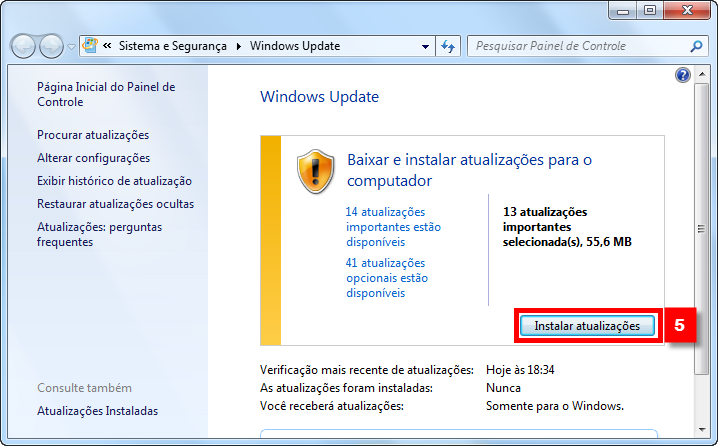 « Sistema e Segurança ▸ Windows Update
Pesquisar Painel de Controle
Página Inicial do Painel de
Controle
Procurar atualizações
Alterar configurações
Exibir histórico de atualização
Restaurar atualizações ocultas
Atualizações: perguntas
frequentes
Consulte também
Atualizações Instaladas
Windows Update
Baixar e instalar atualizações para o
computador
14 atualizações
importantes estão
disponíveis
41 atualizações
opcionais estão
disponíveis
13 atualizações
importantes
selecionada(s), 55,6 MB
Instalar atualizações
5
Verificação mais recente de atualizações: Hoje às 18:34
As atualizações foram instaladas: Nunca
Você receberá atualizações: Somente para o Windows.